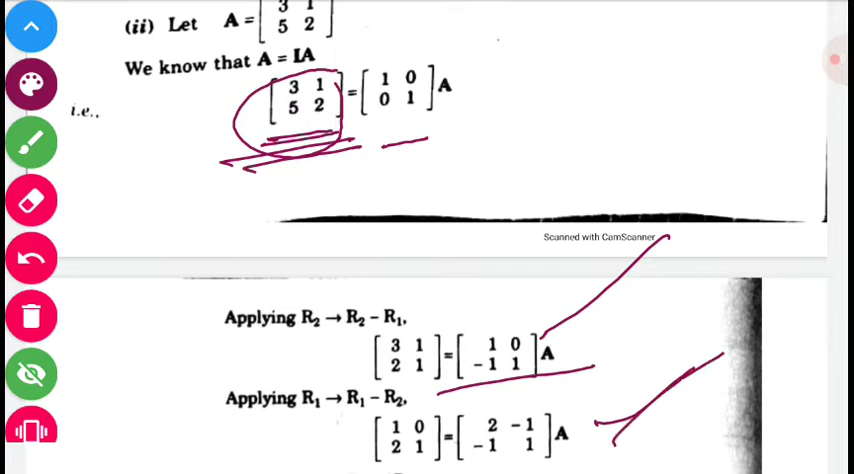 (ii) Let A = [ 3 1
5 2 ]
We know that A = IA
i.e., [ 3 1
5 2 ] = [ 1 0
0 1 ] A
Scanned with CamScanner
Applying R₂ → R₂ − R₁,
[ 3 1
2 1 ] = [ 1 0
−1 1 ] A
Applying R₁ → R₁ − R₂,
[ 1 0
2 1 ] = [ 2 −1
−1 1 ] A